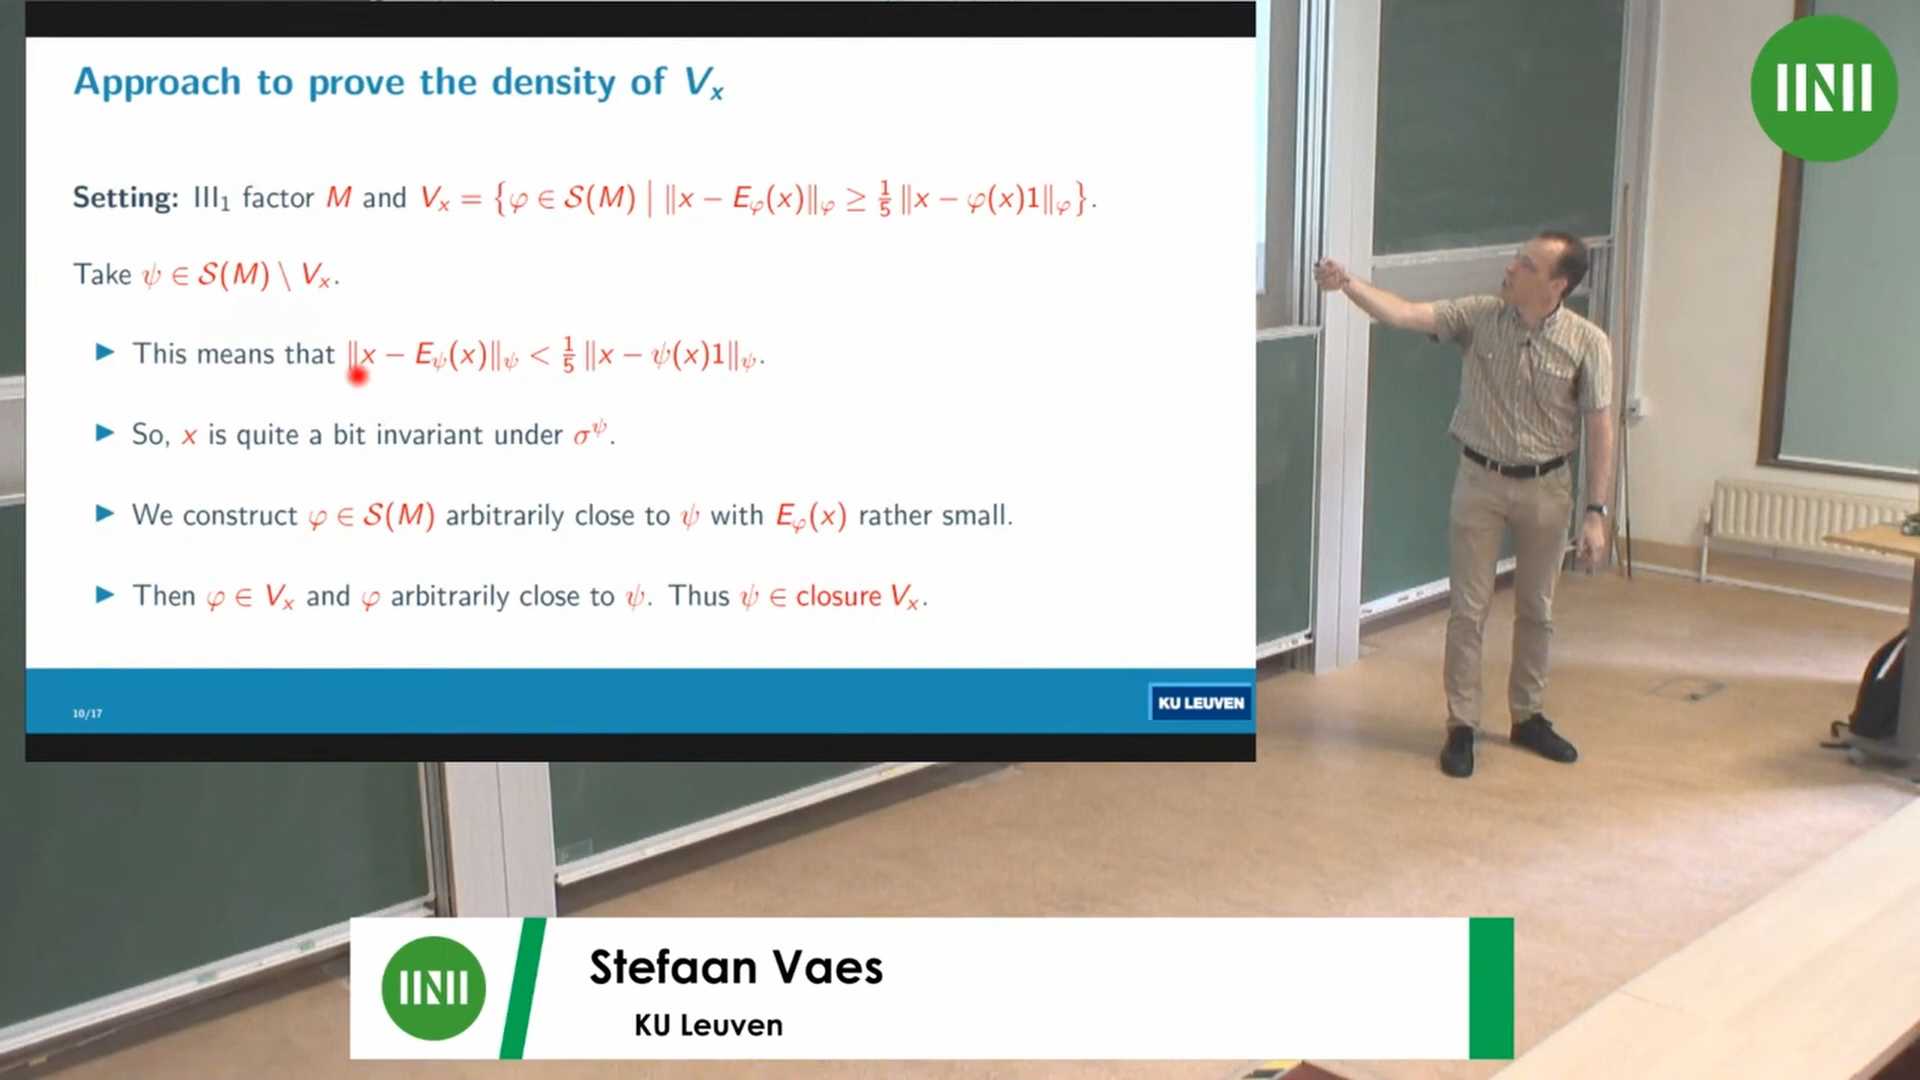 Approach to prove the density of Vₓ
Setting: III₁ factor M and Vₓ = {φ ∈ S(M) | ‖x − E_φ(x)‖_φ ≥ 1/5 ‖x − φ(x)1‖_φ}.
Take ψ ∈ S(M) \ Vₓ.
▶ This means that ‖x − E_ψ(x)‖_ψ < 1/5 ‖x − ψ(x)1‖_ψ.
▶ So, x is quite a bit invariant under σ^ψ.
▶ We construct φ ∈ S(M) arbitrarily close to ψ with E_φ(x) rather small.
▶ Then φ ∈ Vₓ and φ arbitrarily close to ψ. Thus ψ ∈ closure Vₓ.
10/17
KU LEUVEN
Stefaan Vaes
KU Leuven